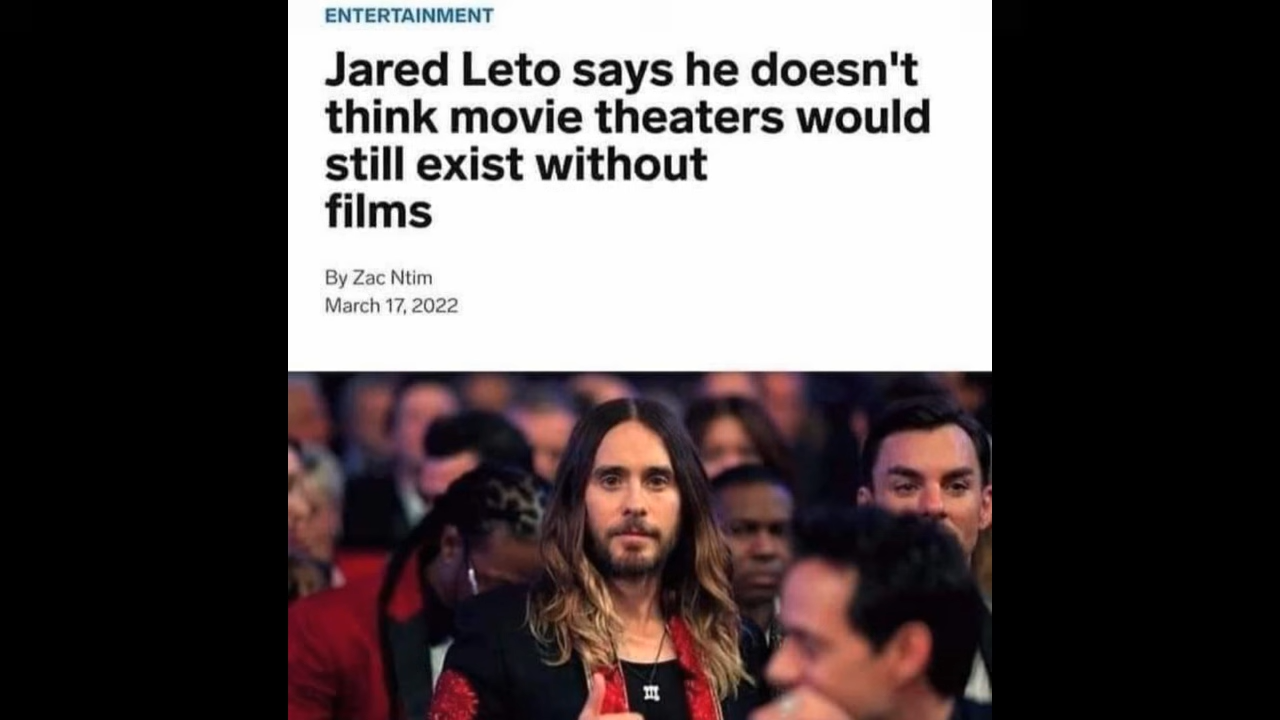 ENTERTAINMENT
Jared Leto says he doesn't
think movie theaters would
still exist without
films
By Zac Ntim
March 17, 2022